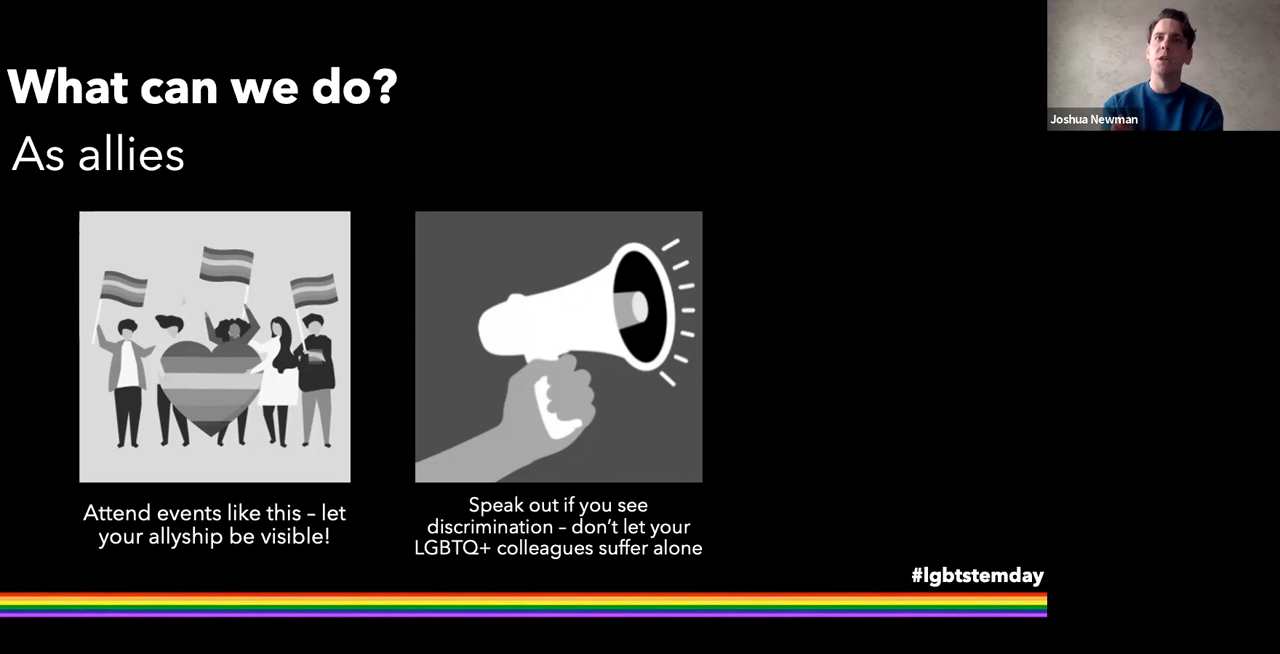 What can we do?
As allies
Joshua Newman
Attend events like this – let
your allyship be visible!
Speak out if you see
discrimination – don’t let your
LGBTQ+ colleagues suffer alone
#lgbtstemday